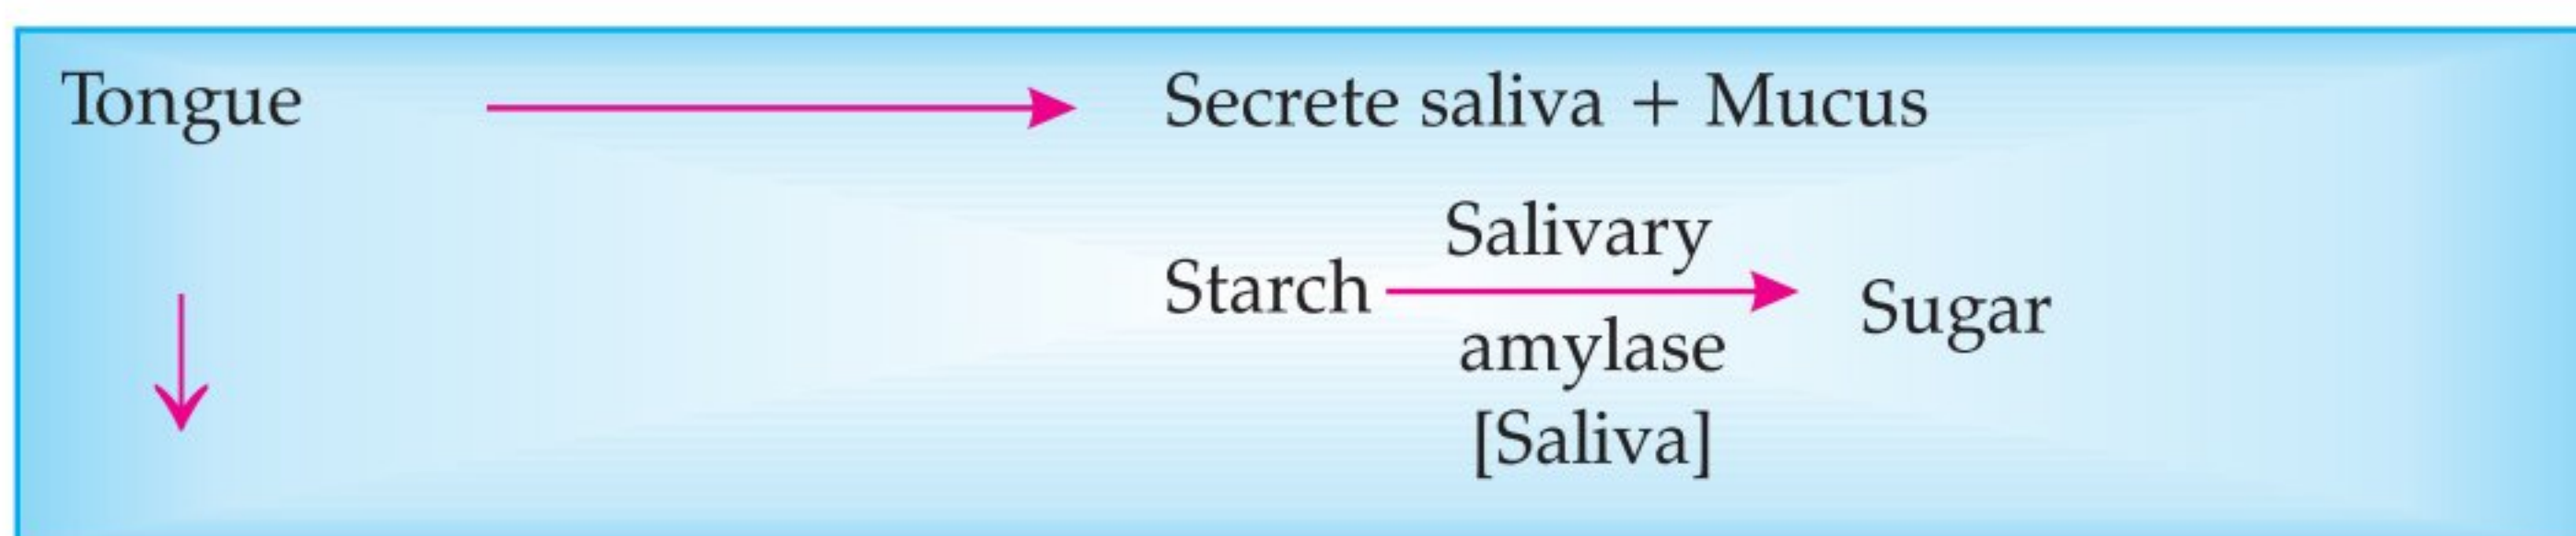 Tongue Secrete saliva + Mucus
Salivary
Starch Sugar
amylase
[Saliva]